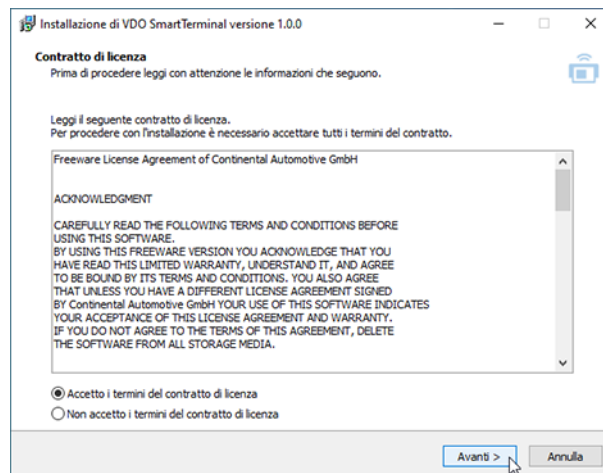 Installazione di VDO SmartTerminal versione 1.0.0
Contratto di licenza
Prima di procedere leggi con attenzione le informazioni che seguono.
Leggi il seguente contratto di licenza.
Per procedere con l'installazione è necessario accettare tutti i termini del contratto.
Freeware License Agreement of Continental Automotive GmbH
ACKNOWLEDGMENT
CAREFULLY READ THE FOLLOWING TERMS AND CONDITIONS BEFORE
USING THIS SOFTWARE.
BY USING THIS FREEWARE VERSION YOU ACKNOWLEDGE THAT YOU
HAVE READ THIS LIMITED WARRANTY, UNDERSTAND IT, AND AGREE
TO BE BOUND BY ITS TERMS AND CONDITIONS. YOU ALSO AGREE
THAT UNLESS YOU HAVE A DIFFERENT LICENSE AGREEMENT SIGNED
BY Continental Automotive GmbH YOUR USE OF THIS SOFTWARE INDICATES
YOUR ACCEPTANCE OF THIS LICENSE AGREEMENT AND WARRANTY.
IF YOU DO NOT AGREE TO THE TERMS OF THIS AGREEMENT, DELETE
THE SOFTWARE FROM ALL STORAGE MEDIA.
Accetto i termini del contratto di licenza
Non accetto i termini del contratto di licenza
Avanti > Annulla